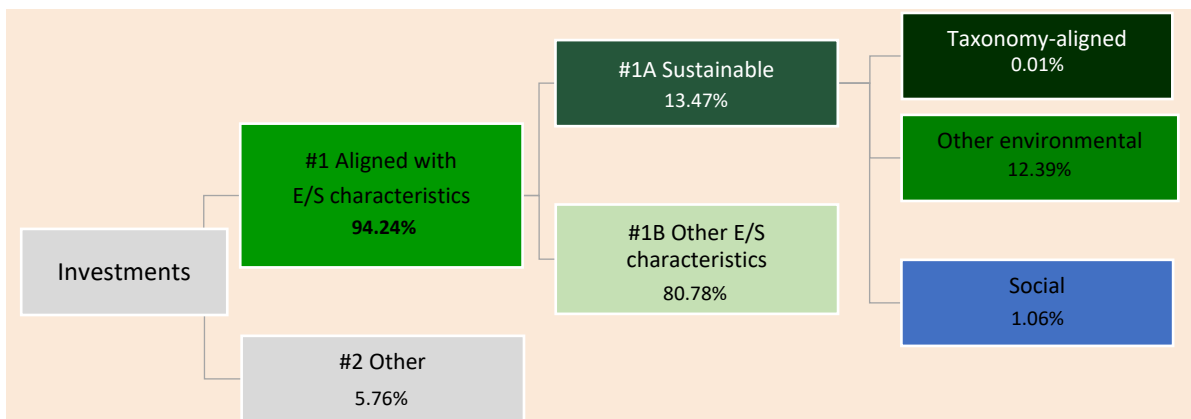 Investments
#1 Aligned with
E/S characteristics
94.24%
#2 Other
5.76%
#1A Sustainable
13.47%
#1B Other E/S
characteristics
80.78%
Taxonomy-aligned
0.01%
Other environmental
12.39%
Social
1.06%